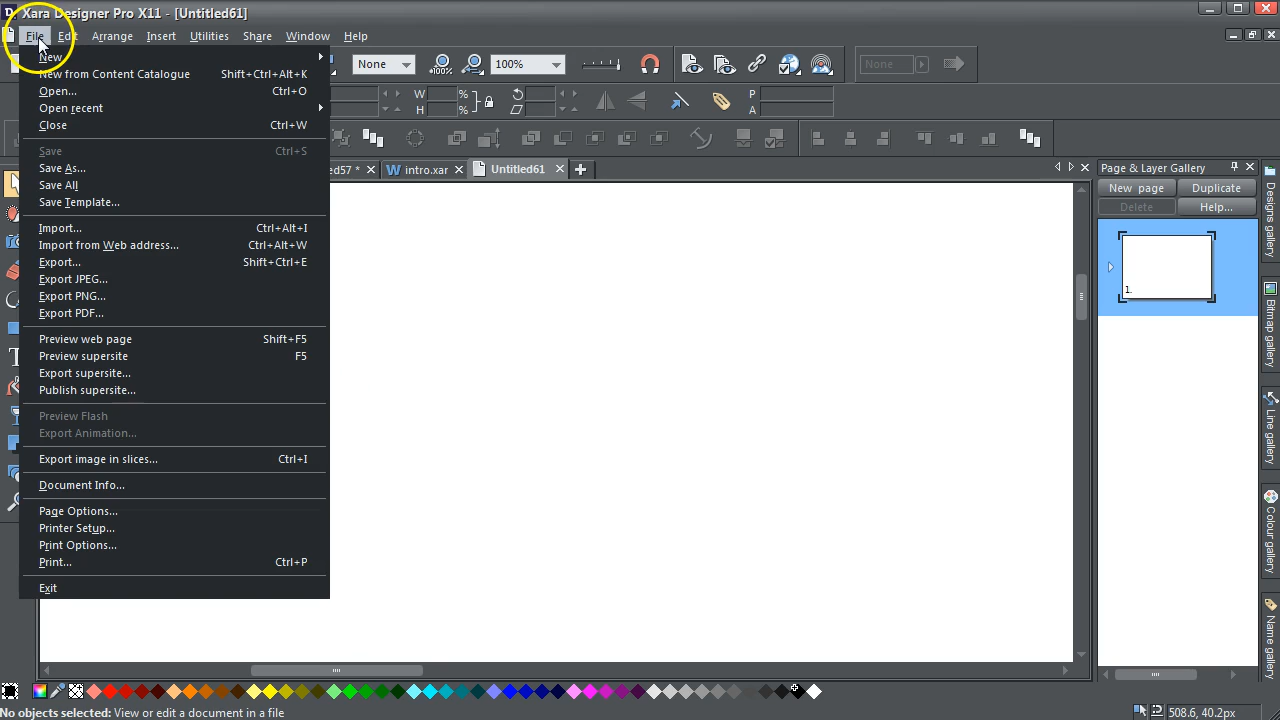 Xara Designer Pro X11 - [Untitled61]
File Edit Arrange Insert Utilities Share Window Help
None 100% None
W H P A
New
New from Content Catalogue Shift+Ctrl+Alt+K
Open... Ctrl+O
Open recent
Close Ctrl+W
Save Ctrl+S
Save As...
Save All
Save Template...
Import... Ctrl+Alt+I
Import from Web address... Ctrl+Alt+W
Export... Shift+Ctrl+E
Export JPEG...
Export PNG...
Export PDF...
Preview web page Shift+F5
Preview supersite F5
Export supersite...
Publish supersite...
Preview Flash
Export Animation...
Export image in slices... Ctrl+I
Document Info...
Page Options...
Printer Setup...
Print Options...
Print... Ctrl+P
Exit
ed57 * intro.xar Untitled61
Page & Layer Gallery
New page Duplicate
Delete Help...
1.
Designs gallery
Bitmap gallery
Line gallery
Colour gallery
Name gallery
No objects selected: View or edit a document in a file
508.6, 40.2px